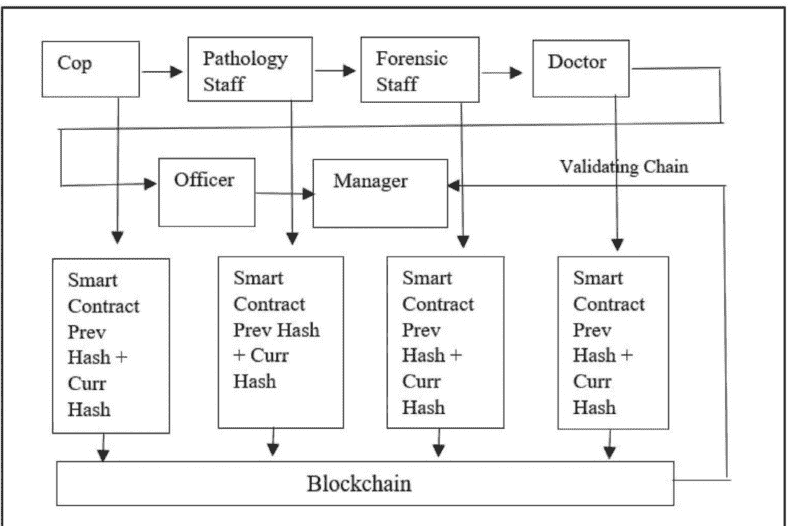 Cop
Pathology
Staff
Forensic
Staff
Doctor
Officer
Manager
Validating Chain
Smart
Contract
Prev
Hash +
Curr
Hash
Smart
Contract
Prev Hash
+ Curr
Hash
Smart
Contract
Prev
Hash +
Curr
Hash
Smart
Contract
Prev
Hash +
Curr
Hash
Blockchain